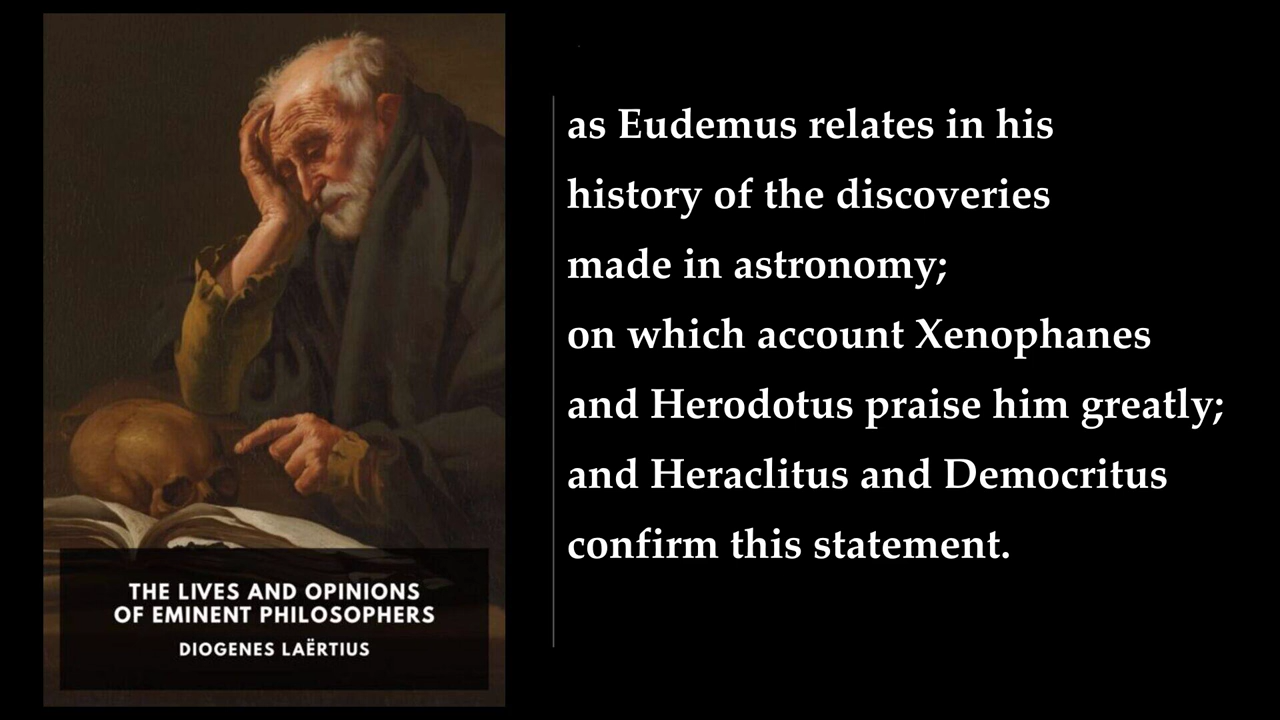 as Eudemus relates in his
history of the discoveries
made in astronomy;
on which account Xenophanes
and Herodotus praise him greatly;
and Heraclitus and Democritus
confirm this statement.
THE LIVES AND OPINIONS
OF EMINENT PHILOSOPHERS
DIOGENES LAËRTIUS